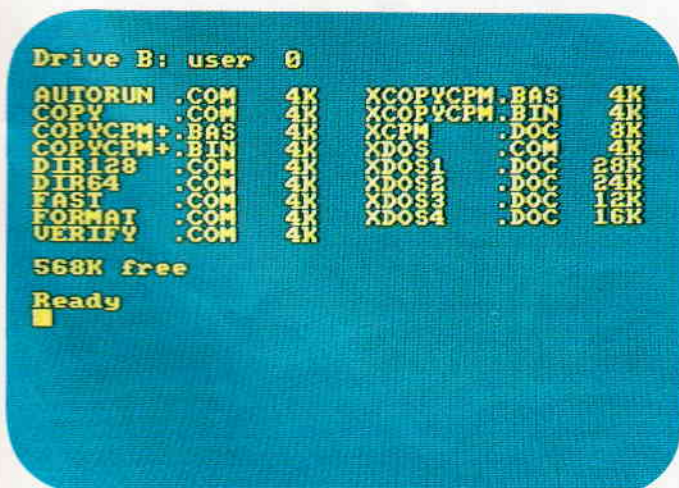 Drive B: user  0
AUTORUN .COM 4K XCOPYCPM.BAS 4K
COPY .COM 4K XCOPYCPM.BIN 4K
COPYCPM+.BAS 4K XCPM .DOC 8K
COPYCPM+.BIN 4K XDOS .COM 4K
DIR128 .COM 4K XDOS1 .DOC 28K
DIR64 .COM 4K XDOS2 .DOC 24K
FAST .COM 4K XDOS3 .DOC 12K
FORMAT .COM 4K XDOS4 .DOC 16K
VERIFY .COM 4K
568K free
Ready